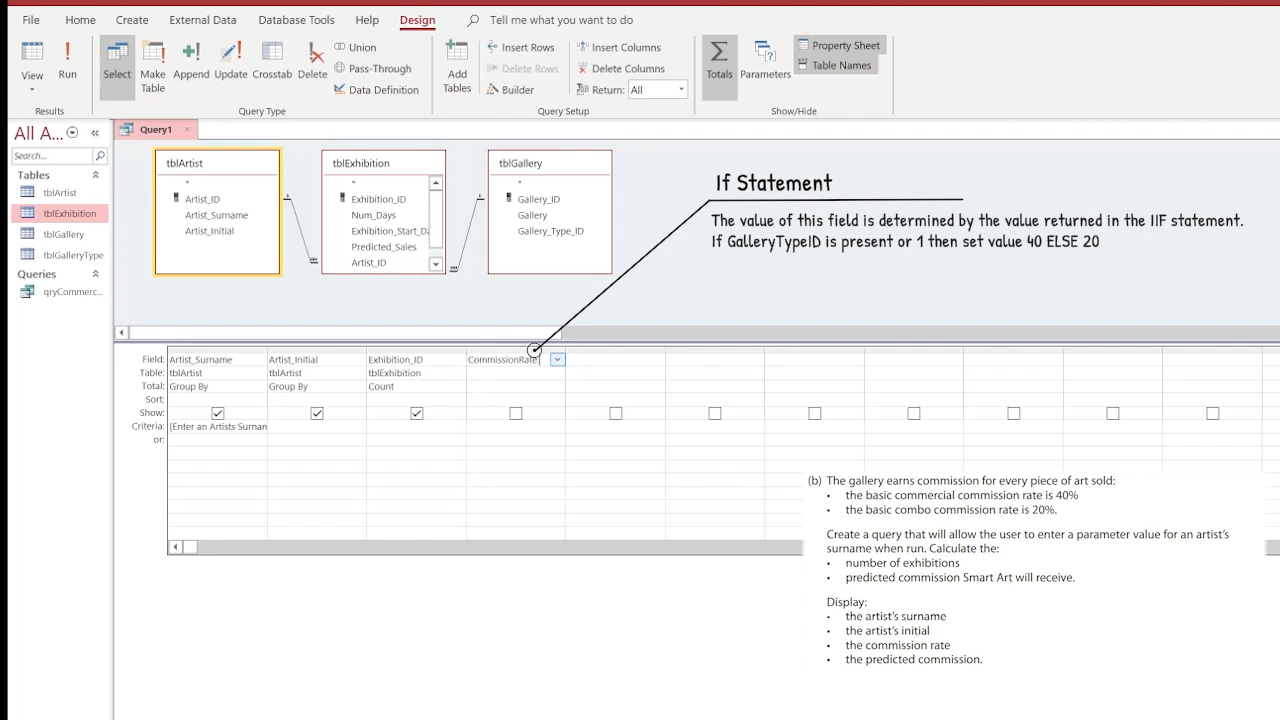 File Home Create External Data Database Tools Help Design Tell me what you want to do
View Run Select Make Table Append Update Crosstab Delete
Union
Pass-Through
Data Definition
Add Tables
Insert Rows
Delete Rows
Builder
Insert Columns
Delete Columns
Return: All
Totals Parameters
Property Sheet
Table Names
Results Query Type Query Setup Show/Hide
All A...
Search...
Tables
tblArtist
tblExhibition
tblGallery
tblGalleryType
Queries
qryCommerc...
Query1
tblArtist
*
Artist_ID
Artist_Surname
Artist_Initial
tblExhibition
*
Exhibition_ID
Num_Days
Exhibition_Start_Da
Predicted_Sales
Artist_ID
tblGallery
*
Gallery_ID
Gallery
Gallery_Type_ID
If Statement
The value of this field is determined by the value returned in the IIF statement.
If GalleryTypeID is present or 1 then set value 40 ELSE 20
Field: Artist_Surname Artist_Initial Exhibition_ID CommissionRate:
Table: tblArtist tblArtist tblExhibition
Total: Group By Group By Count
Sort:
Show:
Criteria: [Enter an Artists Surnan
or:
(b) The gallery earns commission for every piece of art sold:
• the basic commercial commission rate is 40%
• the basic combo commission rate is 20%.
Create a query that will allow the user to enter a parameter value for an artist's
surname when run. Calculate the:
• number of exhibitions
• predicted commission Smart Art will receive.
Display:
• the artist's surname
• the artist's initial
• the commission rate
• the predicted commission.